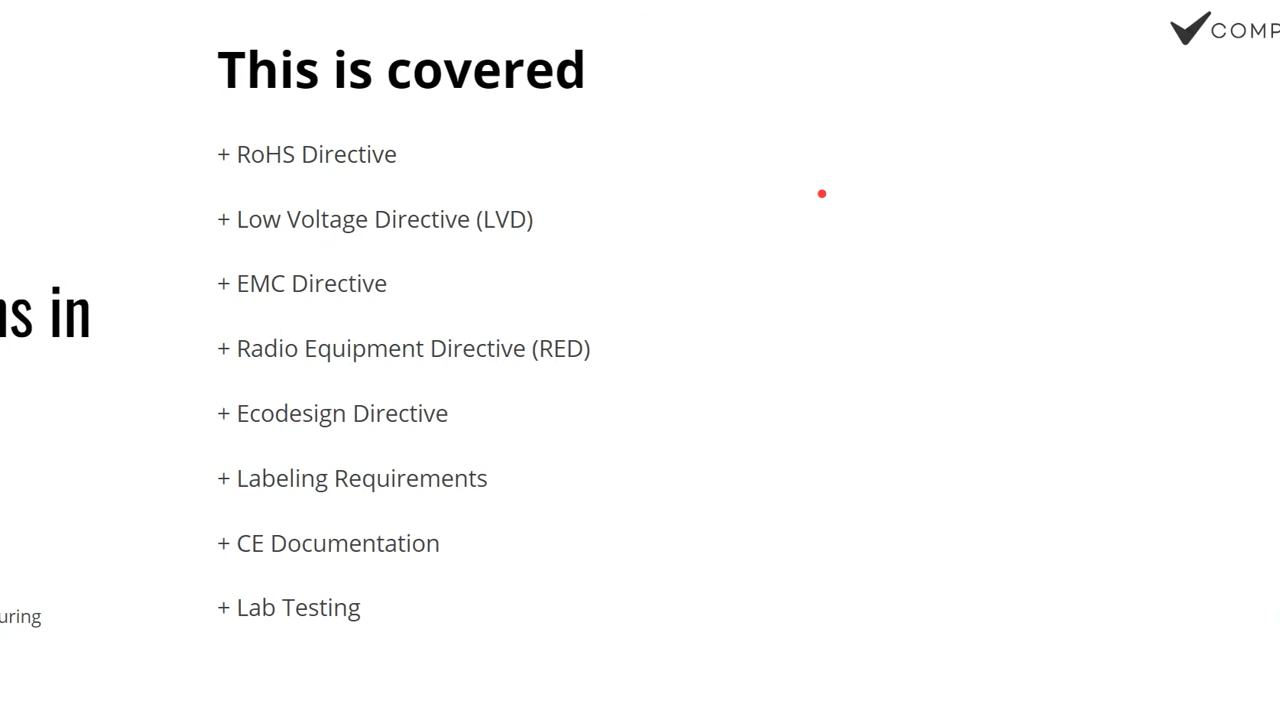 COMP
This is covered
+ RoHS Directive
+ Low Voltage Directive (LVD)
+ EMC Directive
ns in
+ Radio Equipment Directive (RED)
+ Ecodesign Directive
+ Labeling Requirements
+ CE Documentation
+ Lab Testing
uring